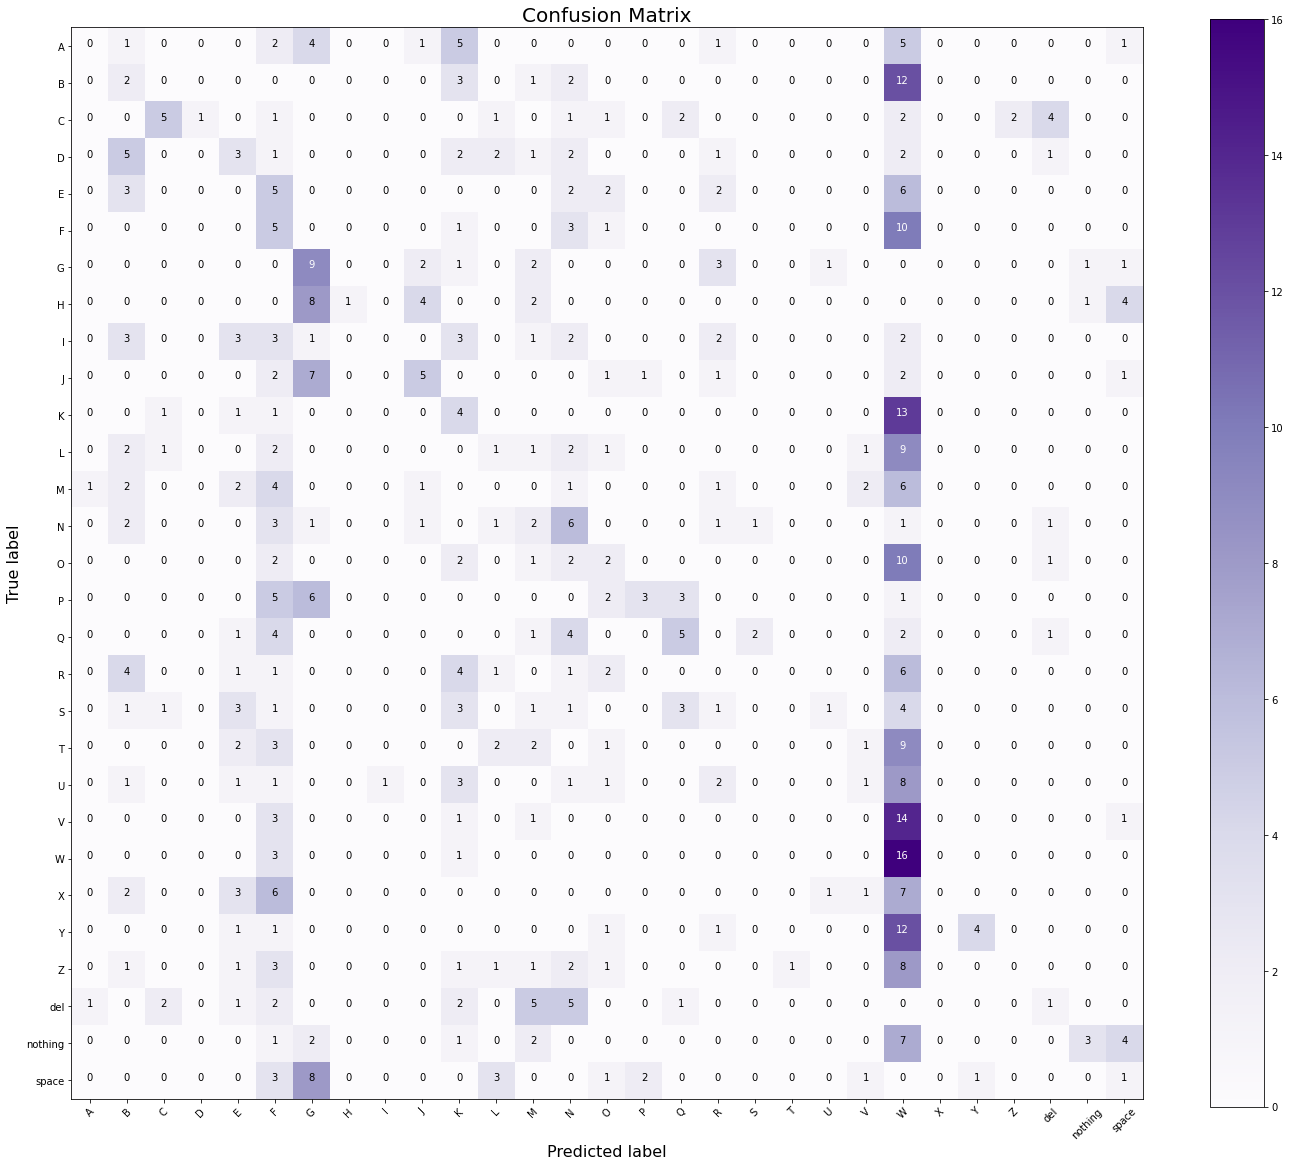 Confusion Matrix
A 0 1 0 0 0 2 4 0 0 1 5 0 0 0 0 0 0 1 0 0 0 0 5 0 0 0 0 0 1
B 0 2 0 0 0 0 0 0 0 0 3 0 1 2 0 0 0 0 0 0 0 0 12 0 0 0 0 0 0
C 0 0 5 1 0 1 0 0 0 0 0 1 0 1 1 0 2 0 0 0 0 0 2 0 0 2 4 0 0
D 0 5 0 0 3 1 0 0 0 0 2 2 1 2 0 0 0 1 0 0 0 0 2 0 0 0 1 0 0
E 0 3 0 0 0 5 0 0 0 0 0 0 0 2 2 0 0 2 0 0 0 0 6 0 0 0 0 0 0
F 0 0 0 0 0 5 0 0 0 0 1 0 0 3 1 0 0 0 0 0 0 0 10 0 0 0 0 0 0
G 0 0 0 0 0 0 9 0 0 2 1 0 2 0 0 0 0 3 0 0 1 0 0 0 0 0 0 1 1
H 0 0 0 0 0 0 8 1 0 4 0 0 2 0 0 0 0 0 0 0 0 0 0 0 0 0 0 1 4
I 0 3 0 0 3 3 1 0 0 0 3 0 1 2 0 0 0 2 0 0 0 0 2 0 0 0 0 0 0
J 0 0 0 0 0 2 7 0 0 5 0 0 0 0 1 1 0 1 0 0 0 0 2 0 0 0 0 0 1
K 0 0 1 0 1 1 0 0 0 0 4 0 0 0 0 0 0 0 0 0 0 0 13 0 0 0 0 0 0
L 0 2 1 0 0 2 0 0 0 0 0 1 1 2 1 0 0 0 0 0 0 1 9 0 0 0 0 0 0
M 1 2 0 0 2 4 0 0 0 1 0 0 0 1 0 0 0 1 0 0 0 2 6 0 0 0 0 0 0
N 0 2 0 0 0 3 1 0 0 1 0 1 2 6 0 0 0 1 1 0 0 0 1 0 0 0 1 0 0
O 0 0 0 0 0 2 0 0 0 0 2 0 1 2 2 0 0 0 0 0 0 0 10 0 0 0 1 0 0
P 0 0 0 0 0 5 6 0 0 0 0 0 0 0 2 3 3 0 0 0 0 0 1 0 0 0 0 0 0
Q 0 0 0 0 1 4 0 0 0 0 0 0 1 4 0 0 5 0 2 0 0 0 2 0 0 0 1 0 0
R 0 4 0 0 1 1 0 0 0 0 4 1 0 1 2 0 0 0 0 0 0 0 6 0 0 0 0 0 0
S 0 1 1 0 3 1 0 0 0 0 3 0 1 1 0 0 3 1 0 0 1 0 4 0 0 0 0 0 0
T 0 0 0 0 2 3 0 0 0 0 0 2 2 0 1 0 0 0 0 0 0 1 9 0 0 0 0 0 0
U 0 1 0 0 1 1 0 0 1 0 3 0 0 1 1 0 0 2 0 0 0 1 8 0 0 0 0 0 0
V 0 0 0 0 0 3 0 0 0 0 1 0 1 0 0 0 0 0 0 0 0 0 14 0 0 0 0 0 1
W 0 0 0 0 0 3 0 0 0 0 1 0 0 0 0 0 0 0 0 0 0 0 16 0 0 0 0 0 0
X 0 2 0 0 3 6 0 0 0 0 0 0 0 0 0 0 0 0 0 0 1 1 7 0 0 0 0 0 0
Y 0 0 0 0 1 1 0 0 0 0 0 0 0 0 1 0 0 1 0 0 0 0 12 0 4 0 0 0 0
Z 0 1 0 0 1 3 0 0 0 0 1 1 1 2 1 0 0 0 0 1 0 0 8 0 0 0 0 0 0
del 1 0 2 0 1 2 0 0 0 0 2 0 5 5 0 0 1 0 0 0 0 0 0 0 0 0 1 0 0
nothing 0 0 0 0 0 1 2 0 0 0 1 0 2 0 0 0 0 0 0 0 0 0 7 0 0 0 0 3 4
space 0 0 0 0 0 3 8 0 0 0 0 3 0 0 1 2 0 0 0 0 0 1 0 0 1 0 0 0 1
A B C D E F G H I J K L M N O P Q R S T U V W X Y Z del nothing space
Predicted label
True label
16
14
12
10
8
6
4
2
0